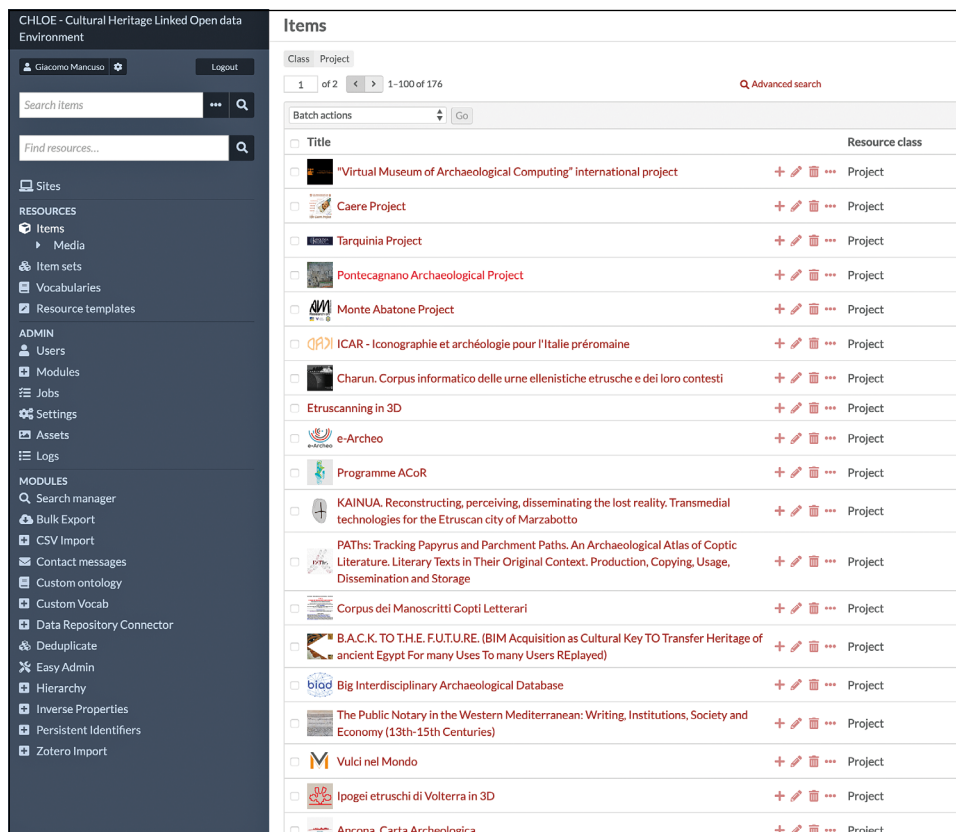 CHLOE - Cultural Heritage Linked Open data
Environment
Giacomo Mancuso
Logout
Search items
Find resources...
Sites
RESOURCES
Items
Media
Item sets
Vocabularies
Resource templates
ADMIN
Users
Modules
Jobs
Settings
Assets
Logs
MODULES
Search manager
Bulk Export
CSV Import
Contact messages
Custom ontology
Custom Vocab
Data Repository Connector
Deduplicate
Easy Admin
Hierarchy
Inverse Properties
Persistent Identifiers
Zotero Import
Items
Class Project
1 of 2 < > 1–100 of 176 Advanced search
Batch actions Go
Title Resource class
"Virtual Museum of Archaeological Computing" international project Project
Caere Project Project
Tarquinia Project Project
Pontecagnano Archaeological Project Project
Monte Abatone Project Project
ICAR - Iconographie et archéologie pour l'Italie préromaine Project
Charun. Corpus informatico delle urne ellenistiche etrusche e dei loro contesti Project
Etruscanning in 3D Project
e-Archeo Project
Programme ACoR Project
KAINUA. Reconstructing, perceiving, disseminating the lost reality. Transmedial
technologies for the Etruscan city of Marzabotto Project
PAThs: Tracking Papyrus and Parchment Paths. An Archaeological Atlas of Coptic
Literature. Literary Texts in Their Original Context. Production, Copying, Usage, Project
Dissemination and Storage
Corpus dei Manoscritti Copti Letterari Project
B.A.C.K. TO T.H.E. F.U.T.U.R.E. (BIM Acquisition as Cultural Key TO Transfer Heritage of
ancient Egypt For many Uses To many Users REplayed) Project
biad Big Interdisciplinary Archaeological Database Project
The Public Notary in the Western Mediterranean: Writing, Institutions, Society and
Economy (13th-15th Centuries) Project
Vulci nel Mondo Project
Ipogei etruschi di Volterra in 3D Project
Ancona. Carta Archeologica Project